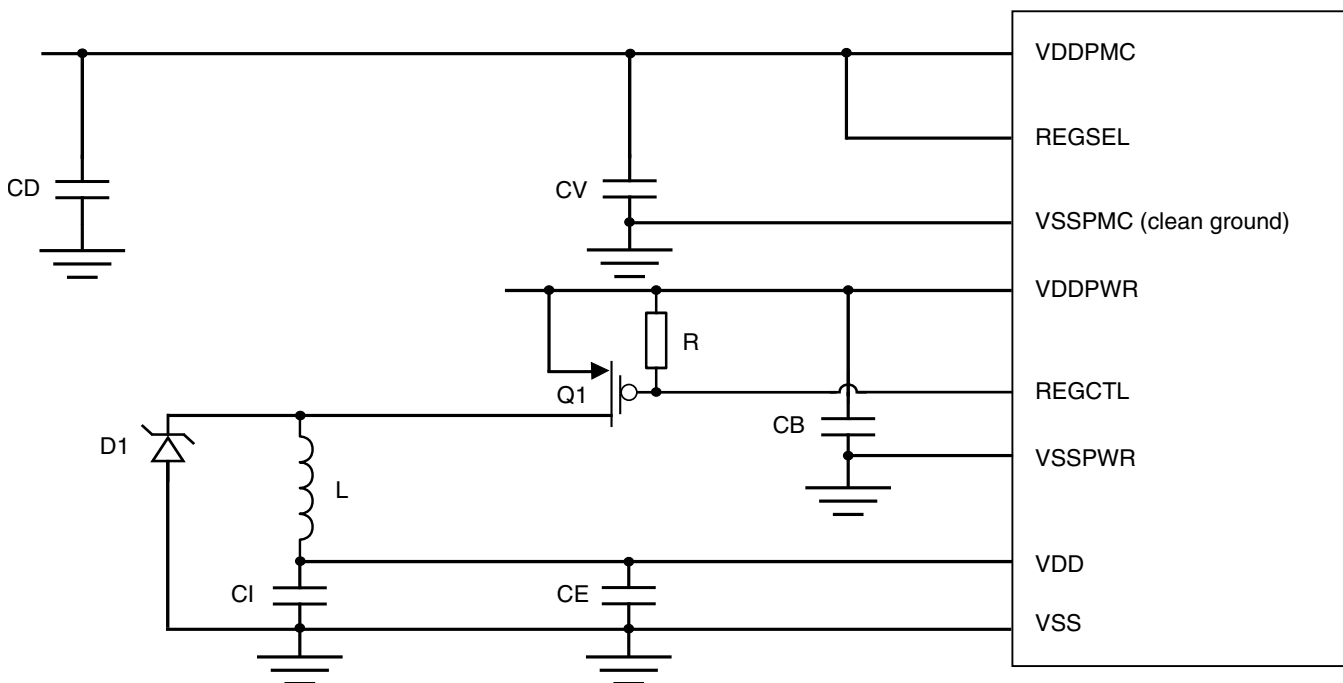 VDDPMC
REGSEL
CD
CV
VSSPMC (clean ground)
VDDPWR
R
Q1
REGCTL
CB
D1
VSSPWR
L
VDD
CI
CE
VSS